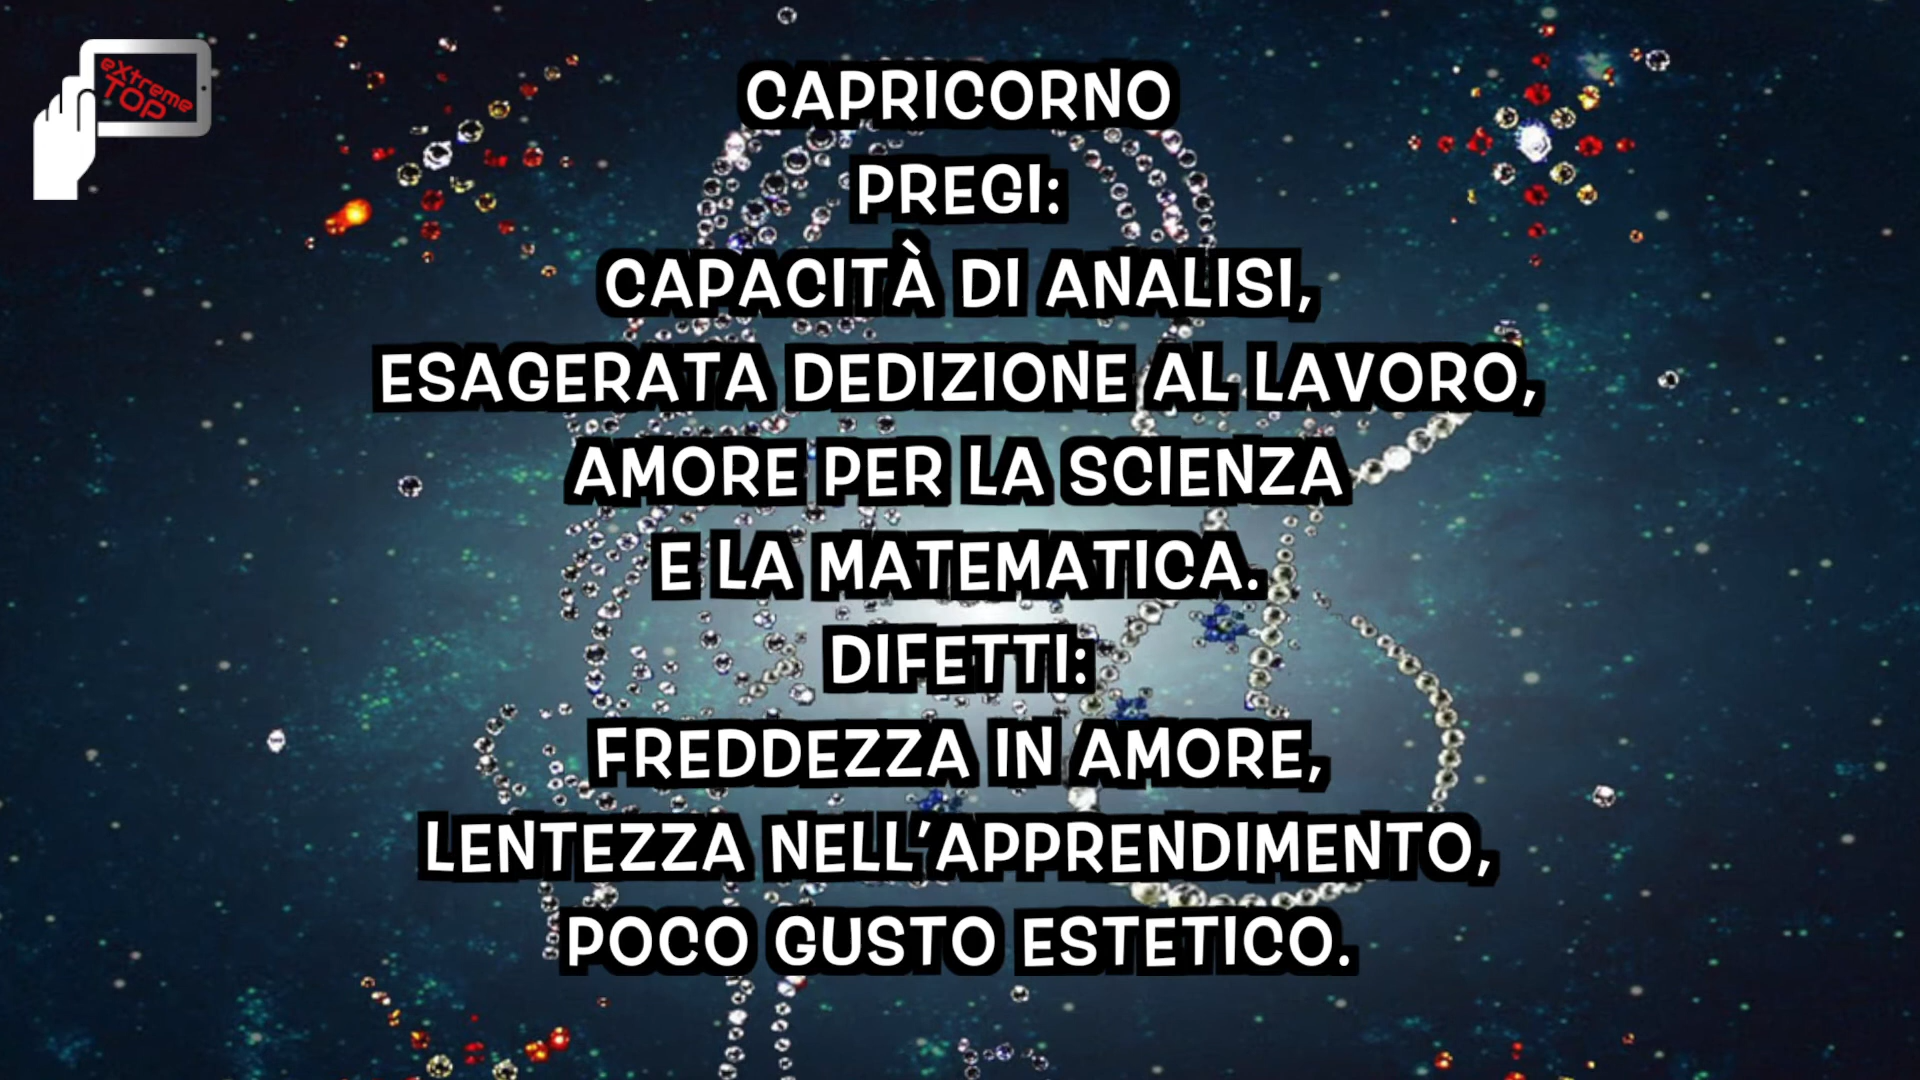 eXtreme
TOP
CAPRICORNO
PREGI:
CAPACITÀ DI ANALISI,
ESAGERATA DEDIZIONE AL LAVORO,
AMORE PER LA SCIENZA
E LA MATEMATICA.
DIFETTI:
FREDDEZZA IN AMORE,
LENTEZZA NELL'APPRENDIMENTO,
POCO GUSTO ESTETICO.